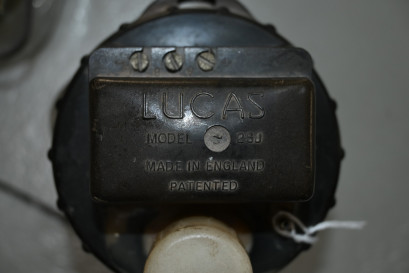 LUCAS
MODEL
MADE IN ENGLAND
PATENTED